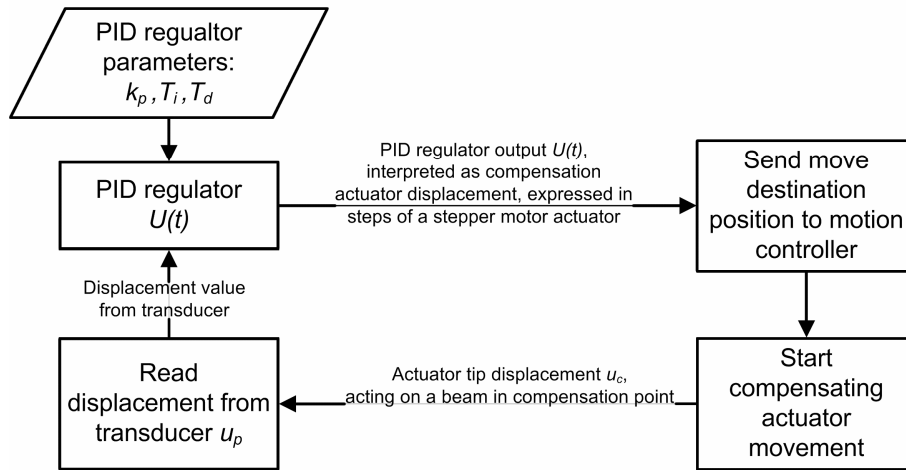 PID regualtor
parameters:
kp , Ti , Td
PID regulator
U(t)
PID regulator output U(t),
interpreted as compensation
actuator displacement, expressed in
steps of a stepper motor actuator
Send move
destination
position to motion
controller
Displacement value
from transducer
Read
displacement from
transducer up
Actuator tip displacement uc,
acting on a beam in compensation point
Start
compensating
actuator
movement